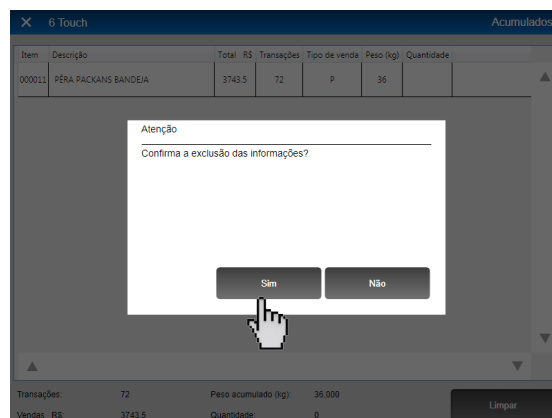 6 Touch Acumulados
Item Descrição Total R$ Transações Tipo de venda Peso (kg) Quantidade
000011 PÊRA PACKANS BANDEJA 3743.5 72 P 36
Atenção
Confirma a exclusão das informações?
Sim Não
Transações: 72 Peso acumulado (kg): 36,000
Vendas R$: 3743.5 Quantidade: 0
Limpar